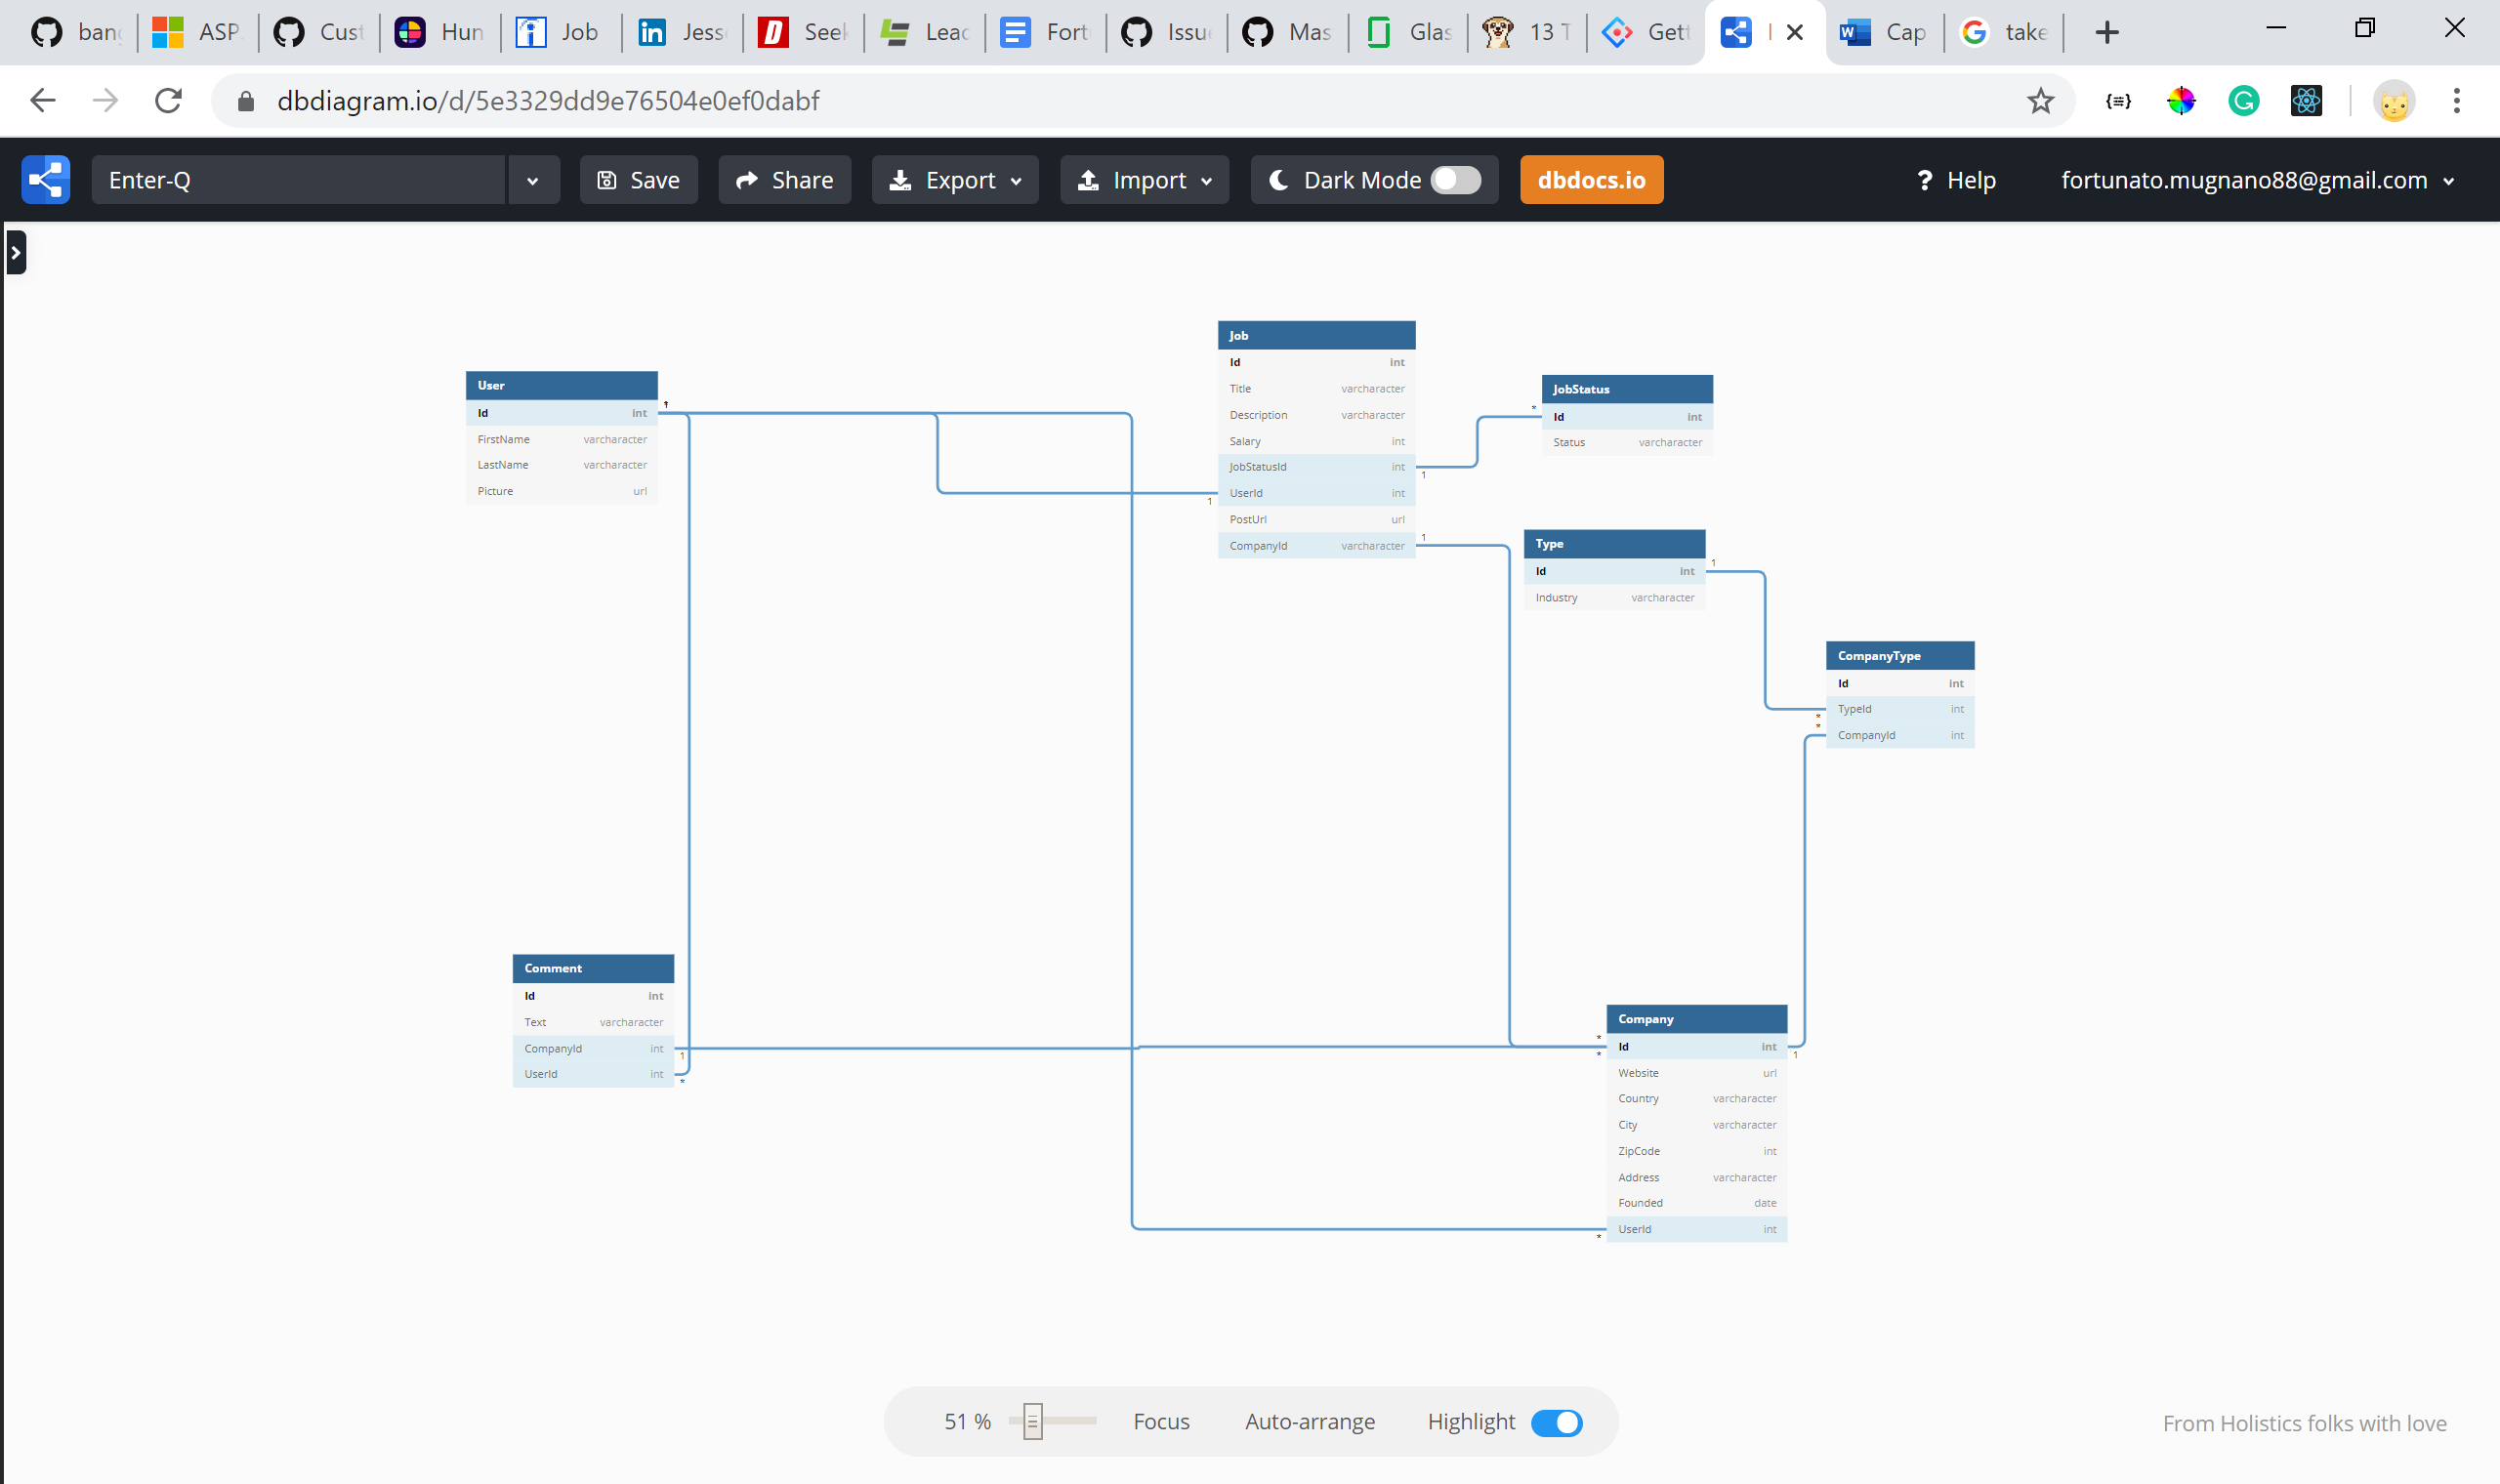 bang ASP. Cust Hun Job Jess Seek Lead Fort Issu Mas Glas 13 T Gett Cap take
dbdiagram.io/d/5e3329dd9e76504e0ef0dabf
Enter-Q Save Share Export Import Dark Mode dbdocs.io Help fortunato.mugnano88@gmail.com
User
Id int
FirstName varcharacter
LastName varcharacter
Picture url
Job
Id int
Title varcharacter
Description varcharacter
Salary int
JobStatusId int
UserId int
PostUrl url
CompanyId varcharacter
JobStatus
Id int
Status varcharacter
Type
Id int
Industry varcharacter
CompanyType
Id int
TypeId int
CompanyId int
Comment
Id int
Text varcharacter
CompanyId int
UserId int
Company
Id int
Website url
Country varcharacter
City varcharacter
ZipCode int
Address varcharacter
Founded date
UserId int
1
*
1
1
1
*
*
1
*
*
*
1
*
51 % Focus Auto-arrange Highlight
From Holistics folks with love